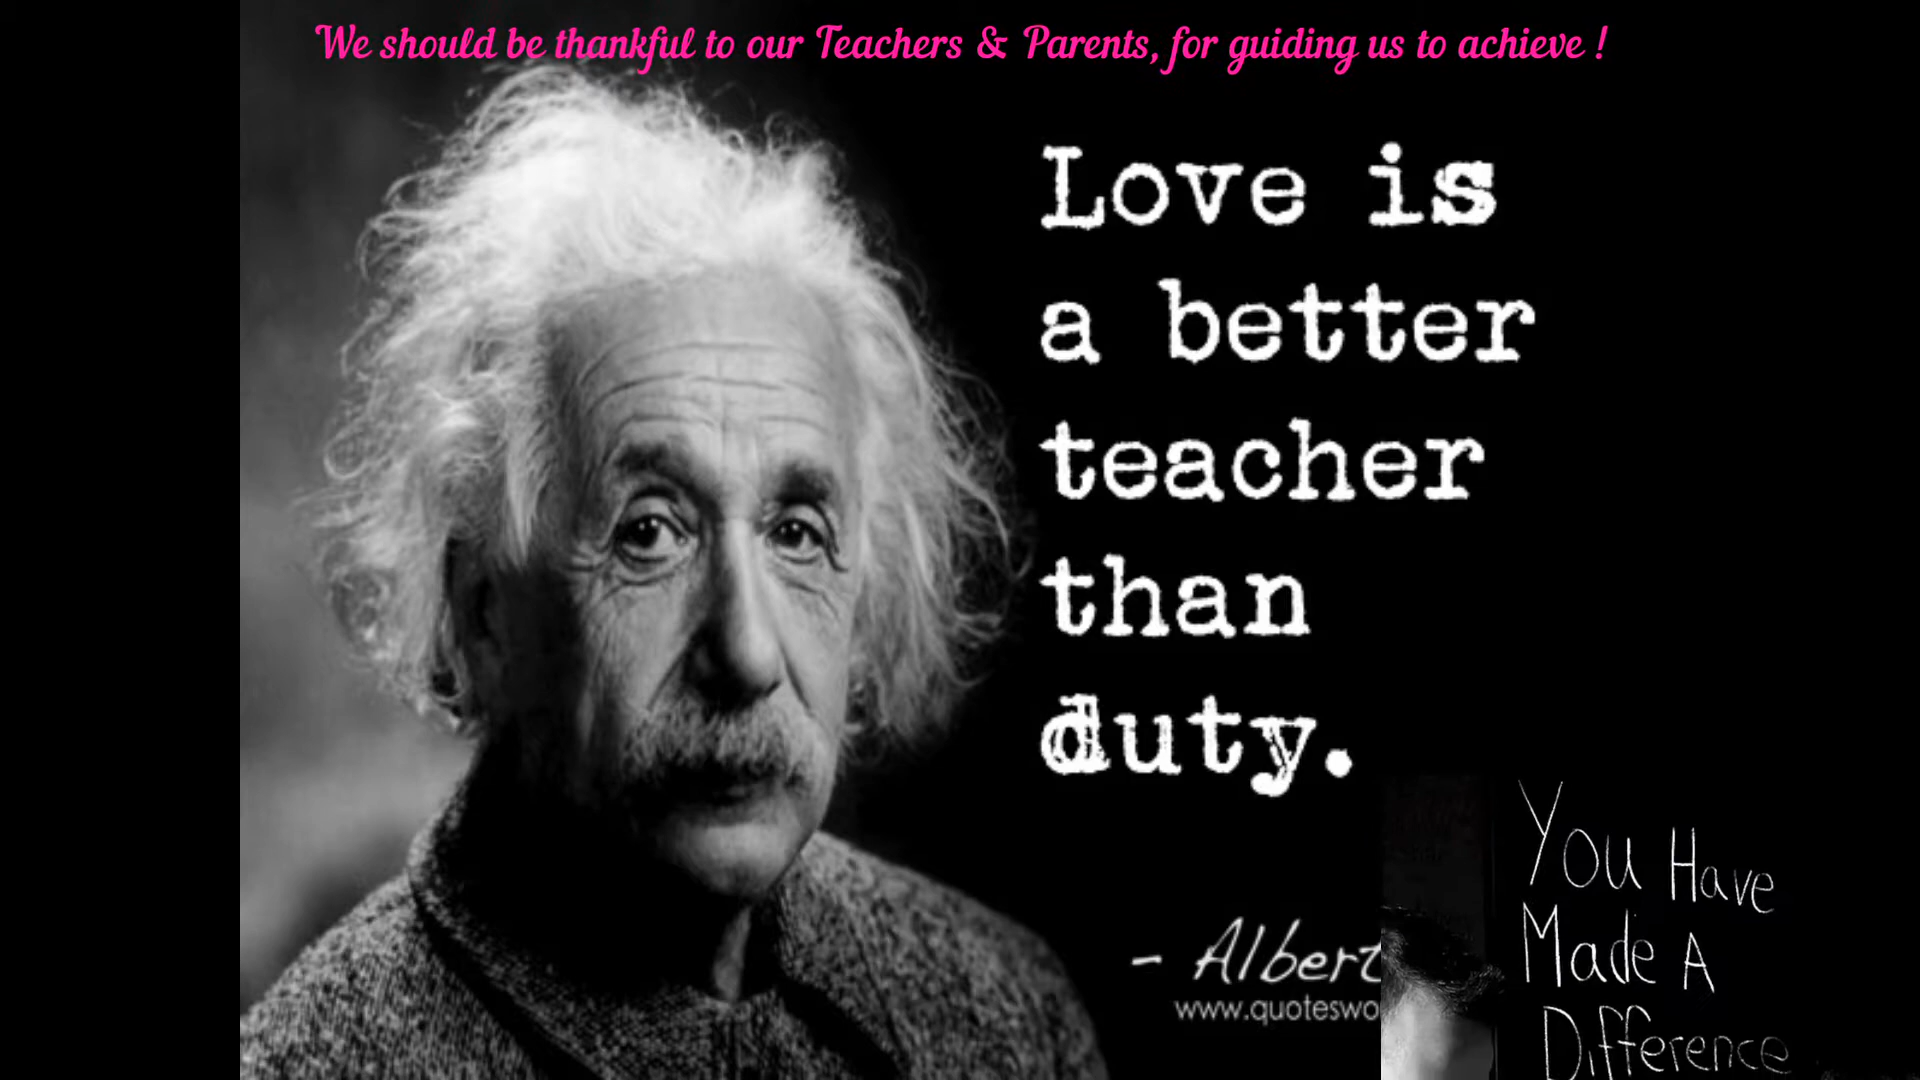 We should be thankful to our Teachers & Parents, for guiding us to achieve !
Love is
a better
teacher
than
duty.
- Albert
www.quoteswo
You Have
Made A
Difference